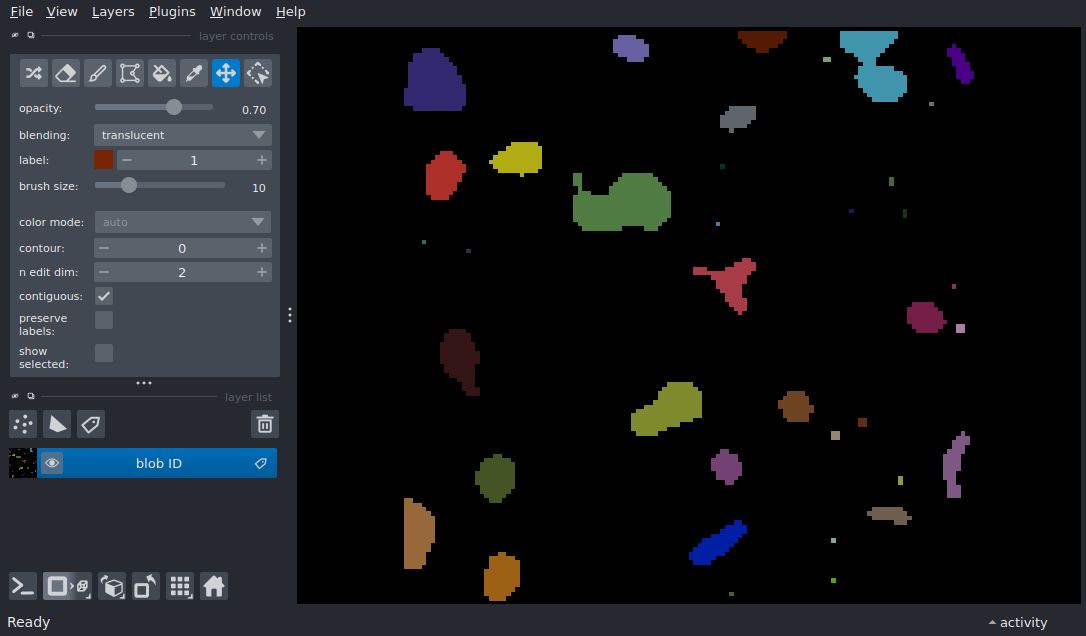 File View Layers Plugins Window Help
layer controls
opacity: 0.70
blending: translucent
label: 1
brush size: 10
color mode: auto
contour: 0
n edit dim: 2
contiguous:
preserve
labels:
show
selected:
layer list
blob ID
Ready
activity